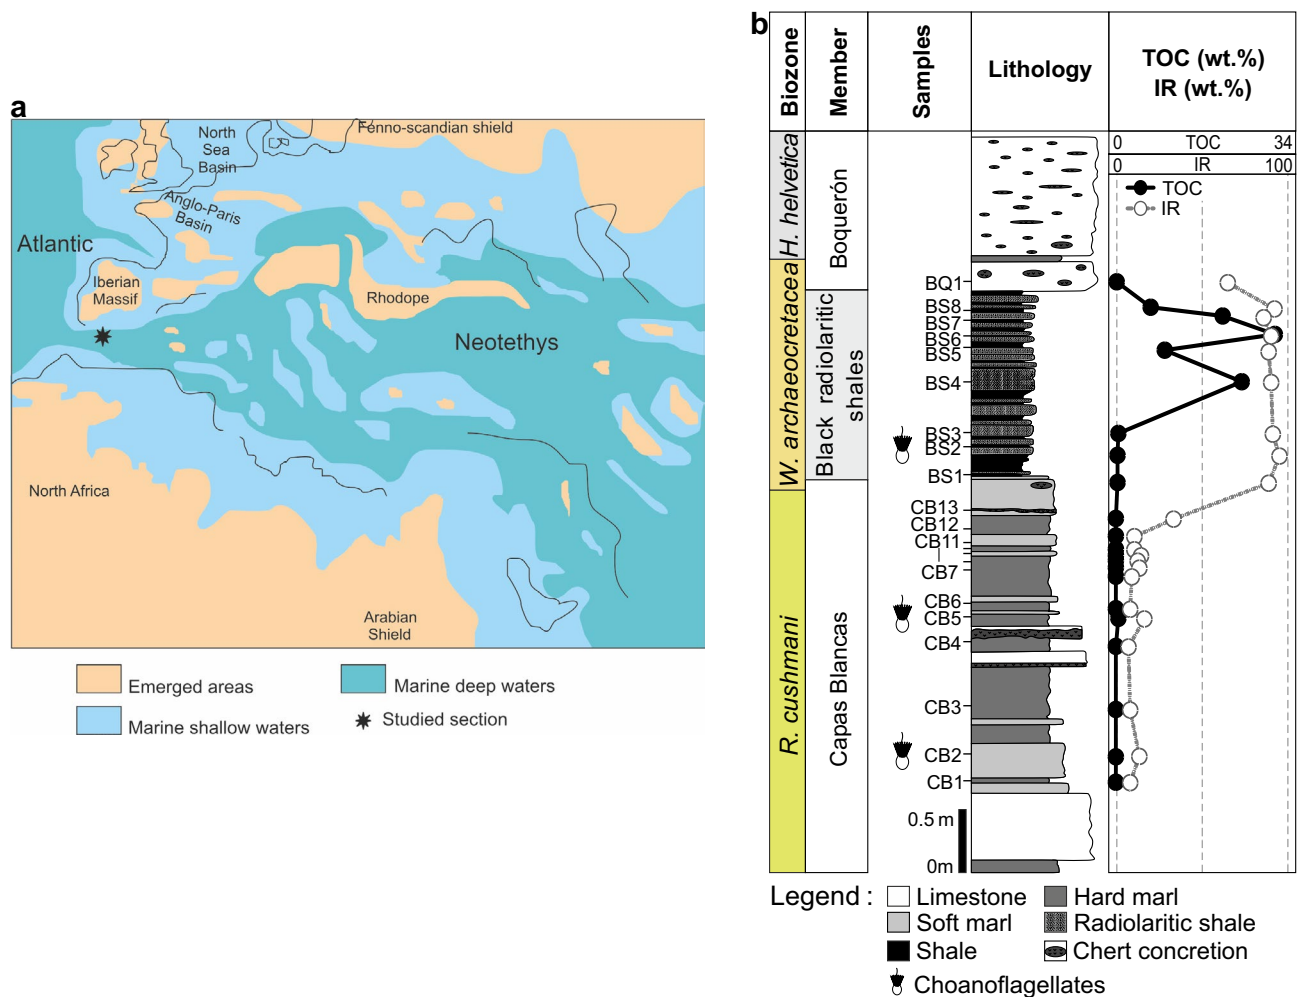 a
North
Sea
Basin
Fenno-scandian shield
Anglo-Paris
Basin
Atlantic
Iberian
Massif
Rhodope
Neotethys
North Africa
Arabian
Shield
Emerged areas
Marine deep waters
Marine shallow waters
Studied section
b
Biozone
Member
Samples
Lithology
TOC (wt.%)
IR (wt.%)
0 TOC 34
0 IR 100
TOC
IR
H. helvetica
W. archaeocretacea
R. cushmani
Boquerón
Black radiolaritic
shales
Capas Blancas
BQ1
BS8
BS7
BS6
BS5
BS4
BS3
BS2
BS1
CB13
CB12
CB11
CB7
CB6
CB5
CB4
CB3
CB2
CB1
0.5 m
0m
Legend :
Limestone
Hard marl
Soft marl
Radiolaritic shale
Shale
Chert concretion
Choanoflagellates